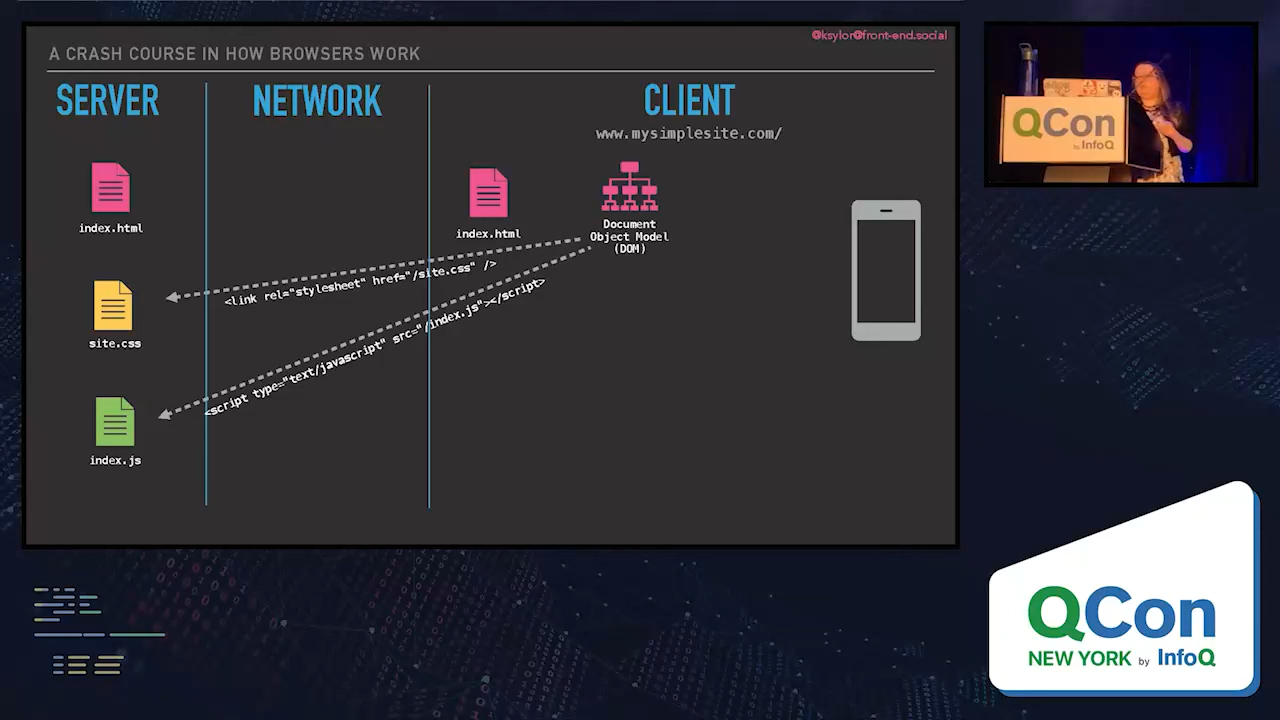 @ksylor@front-end.social
A CRASH COURSE IN HOW BROWSERS WORK
SERVER
NETWORK
CLIENT
www.mysimplesite.com/
index.html
index.html
Document
Object Model
(DOM)
<link rel="stylesheet" href="/site.css" />
site.css
<script type="text/javascript" src="/index.js"></script>
index.js
QCon
by InfoQ
QCon
NEW YORK by InfoQ